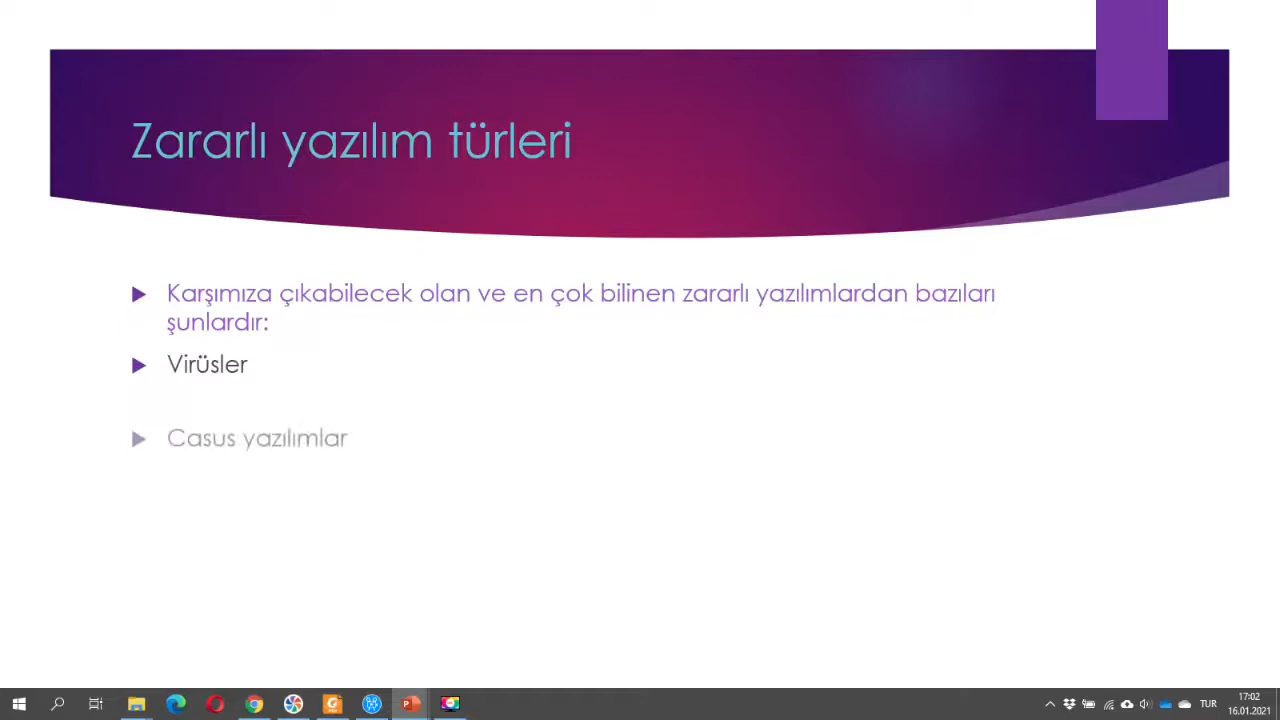 Zararlı yazılım türleri
Karşımıza çıkabilecek olan ve en çok bilinen zararlı yazılımlardan bazıları
şunlardır:
Virüsler
Casus yazılımlar
TUR
17:02
16.01.2021